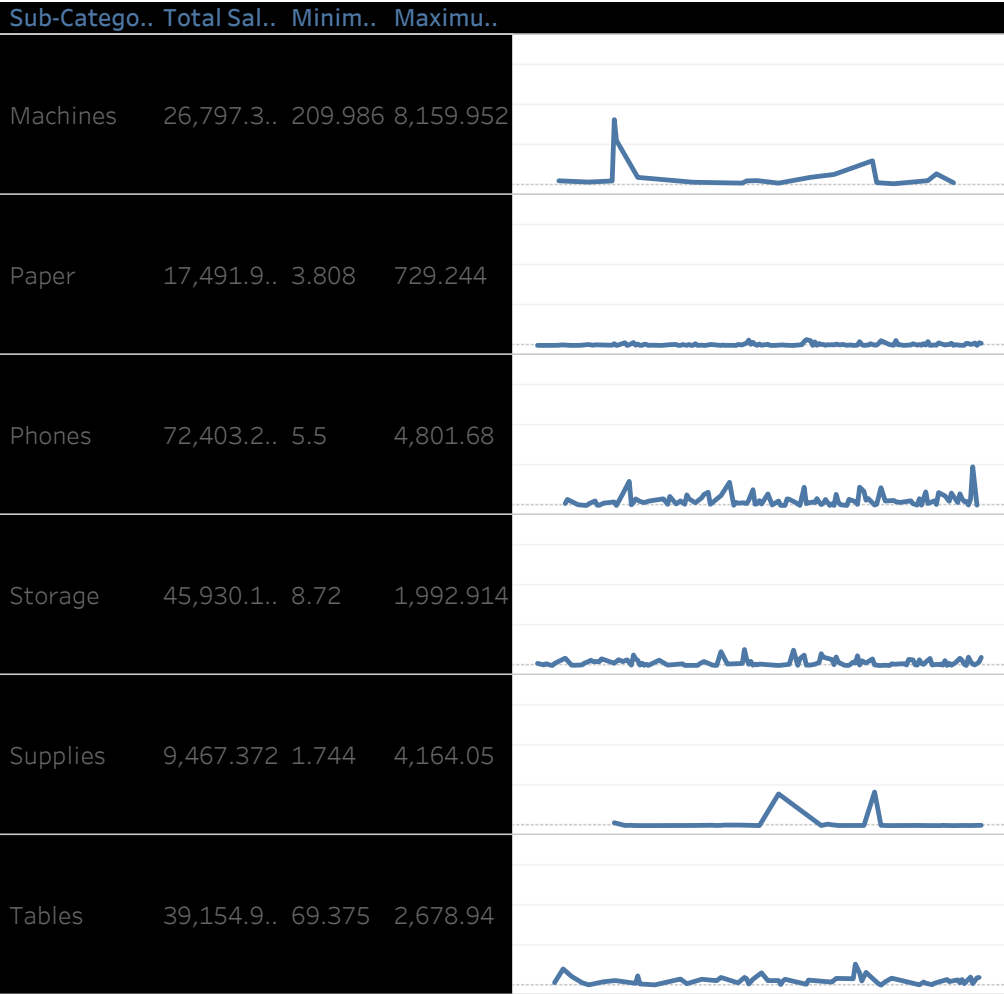 Sub-Catego.. Total Sal.. Minim.. Maximu..
Machines 26,797.3.. 209.986 8,159.952
Paper 17,491.9.. 3.808 729.244
Phones 72,403.2.. 5.5 4,801.68
Storage 45,930.1.. 8.72 1,992.914
Supplies 9,467.372 1.744 4,164.05
Tables 39,154.9.. 69.375 2,678.94